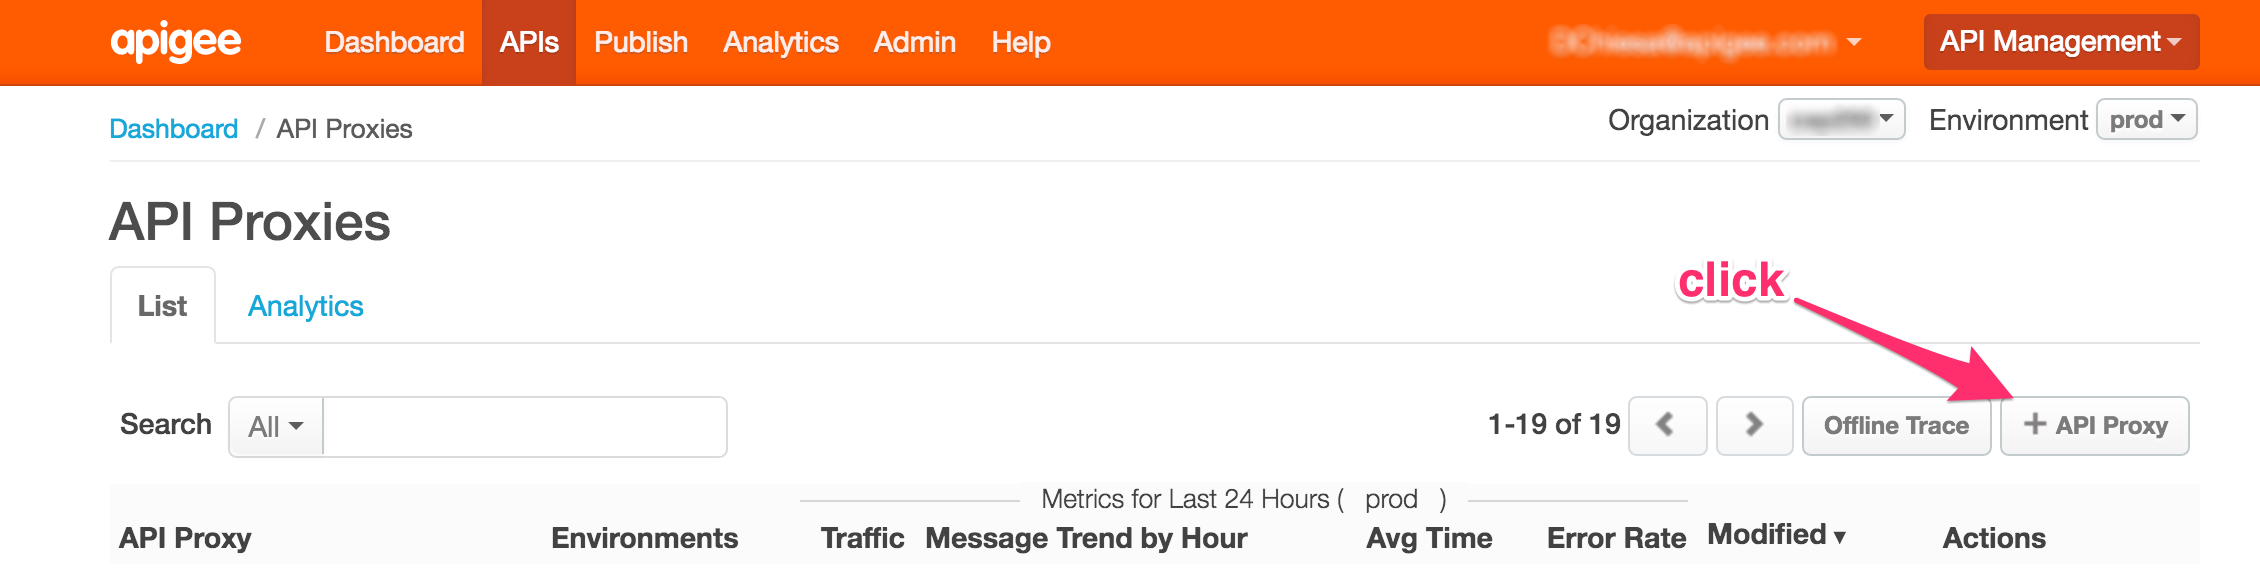 apigee Dashboard APIs Publish Analytics Admin Help API Management
Dashboard / API Proxies Organization Environment prod
API Proxies
click
List Analytics
Search All 1-19 of 19 Offline Trace + API Proxy
Metrics for Last 24 Hours ( prod )
API Proxy Environments Traffic Message Trend by Hour Avg Time Error Rate Modified ▾ Actions